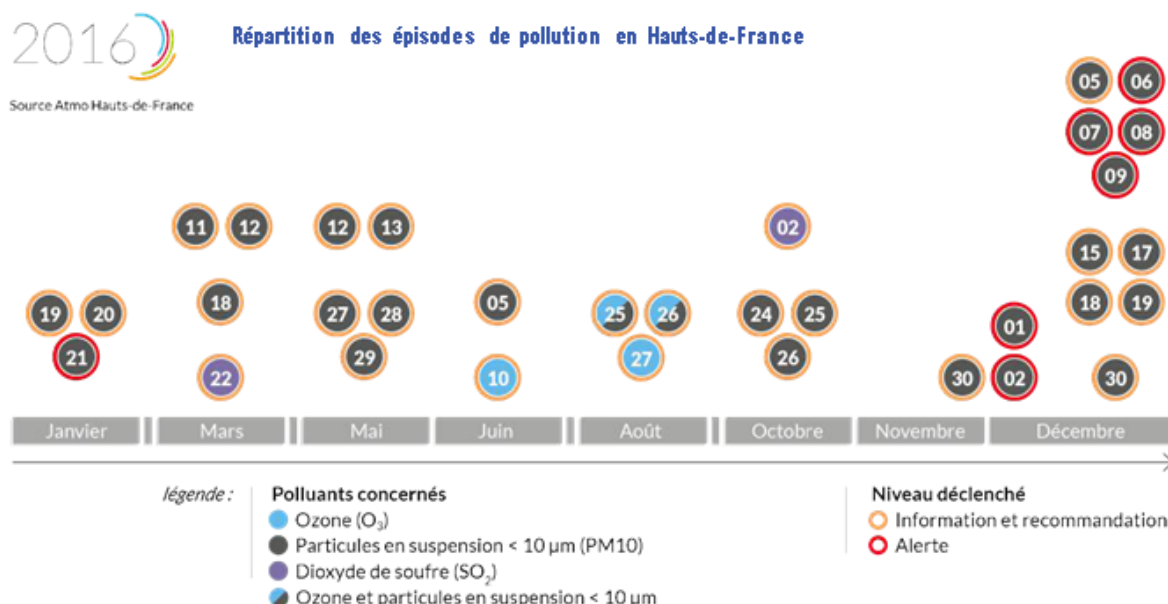 2016
Répartition des épisodes de pollution en Hauts-de-France
Source Atmo Hauts-de-France
05 06
07 08
09
11 12 12 13 02
15 17
19 20 18 27 28 05 25 26 24 25 18 19
21 29 27 26 01
22 10 30 02 30
Janvier Mars Mai Juin Août Octobre Novembre Décembre
légende : Polluants concernés Niveau déclenché
Ozone (O₃) Information et recommandation
Particules en suspension < 10 µm (PM10) Alerte
Dioxyde de soufre (SO₂)
Ozone et particules en suspension < 10 µm